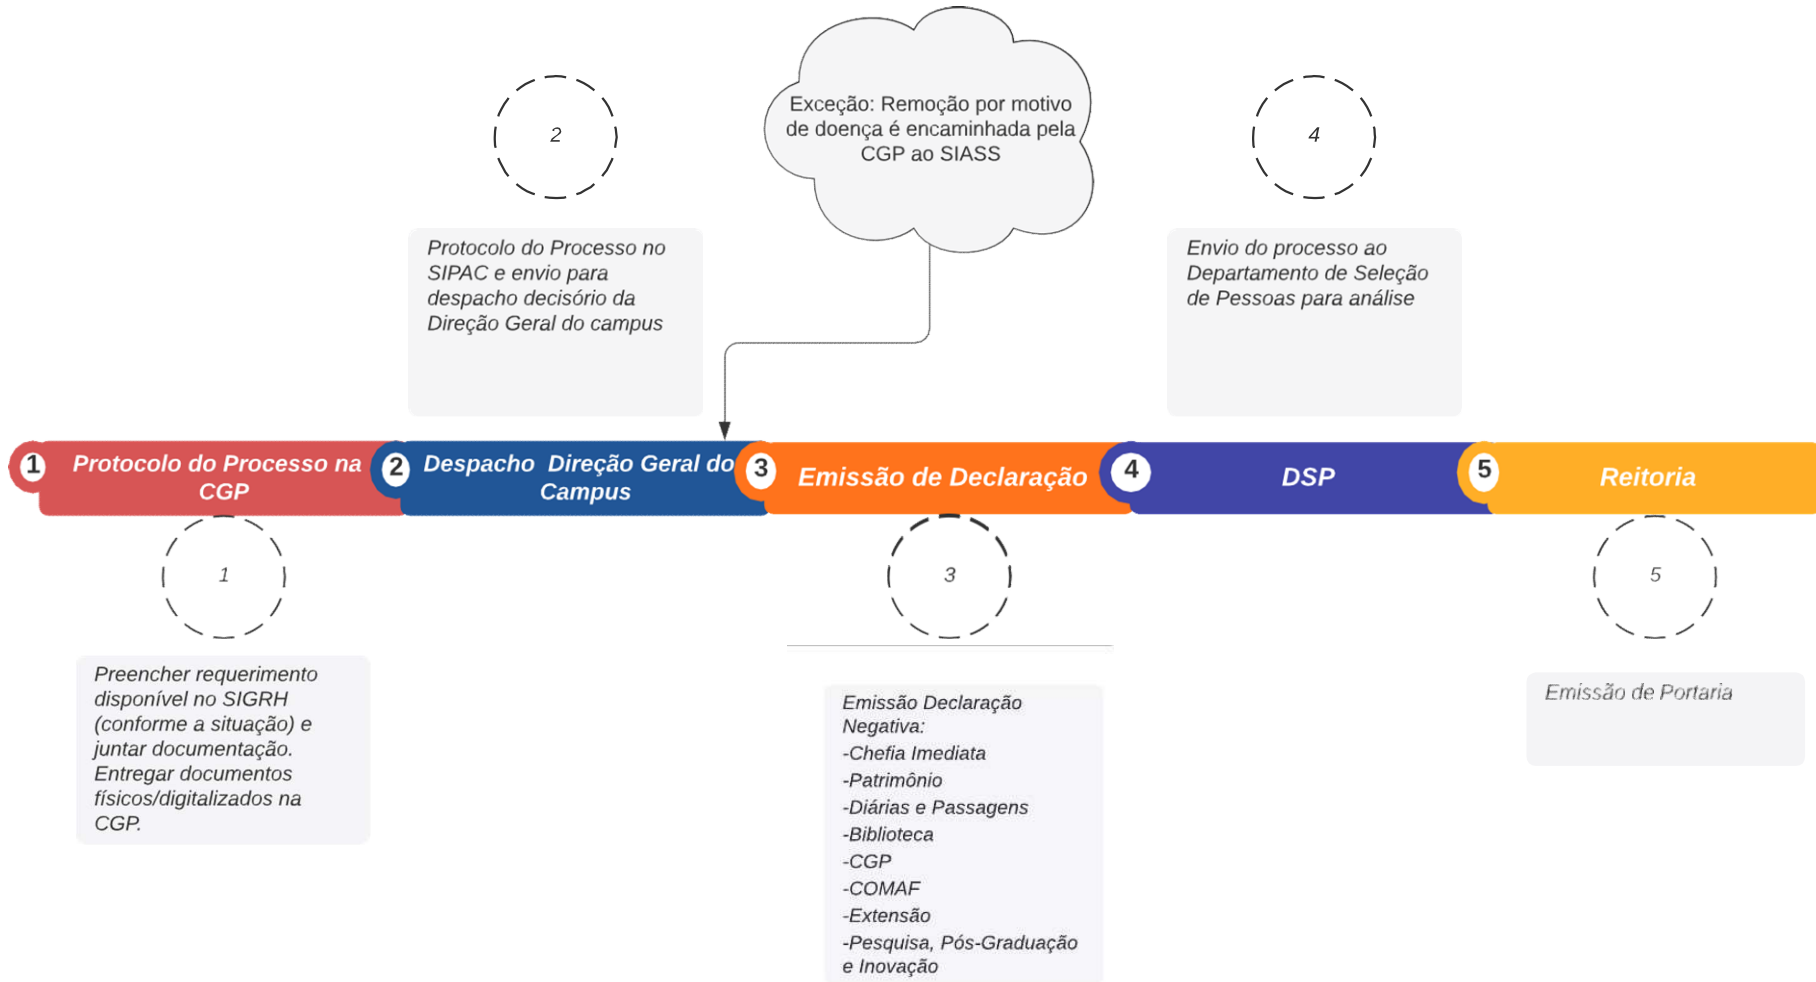 Exceção: Remoção por motivo
de doença é encaminhada pela
CGP ao SIASS
2
4
Protocolo do Processo no
SIPAC e envio para
despacho decisório da
Direção Geral do campus
Envio do processo ao
Departamento de Seleção
de Pessoas para análise
1
Protocolo do Processo na
CGP
2
Despacho Direção Geral do
Campus
3
Emissão de Declaração
4
DSP
5
Reitoria
1
3
5
Preencher requerimento
disponível no SIGRH
(conforme a situação) e
juntar documentação.
Entregar documentos
físicos/digitalizados na
CGP.
Emissão Declaração
Negativa:
-Chefia Imediata
-Patrimônio
-Diárias e Passagens
-Biblioteca
-CGP
-COMAF
-Extensão
-Pesquisa, Pós-Graduação
e Inovação
Emissão de Portaria